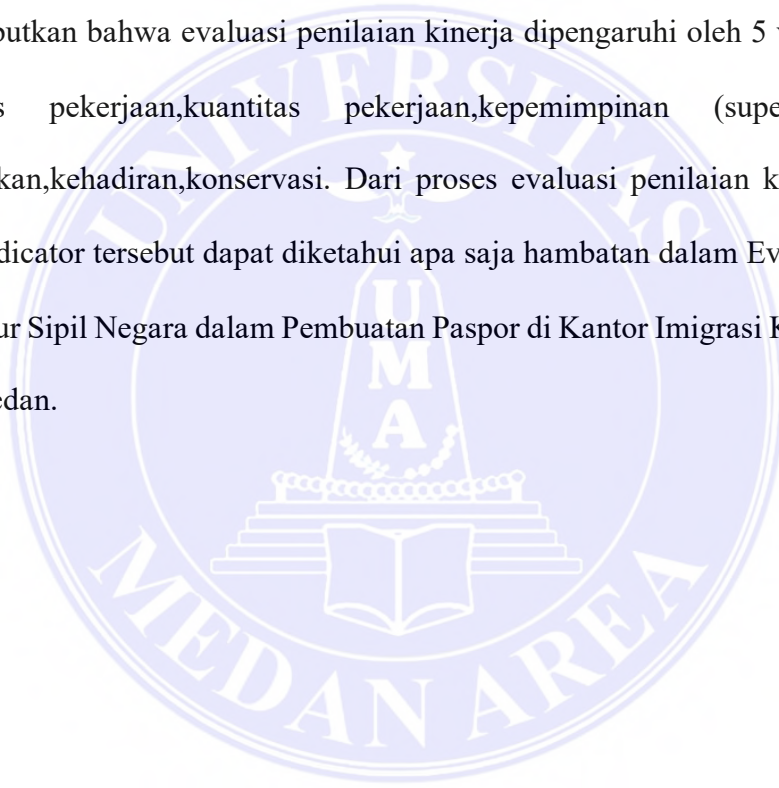 butkan bahwa evaluasi penilaian kinerja dipengaruhi oleh 5 v
s pekerjaan,kuantitas pekerjaan,kepemimpinan (supe
kan,kehadiran,konservasi. Dari proses evaluasi penilaian k
dicator tersebut dapat diketahui apa saja hambatan dalam Ev
ur Sipil Negara dalam Pembuatan Paspor di Kantor Imigrasi K
edan.
UNIVERSITAS
UMA
MEDAN AREA